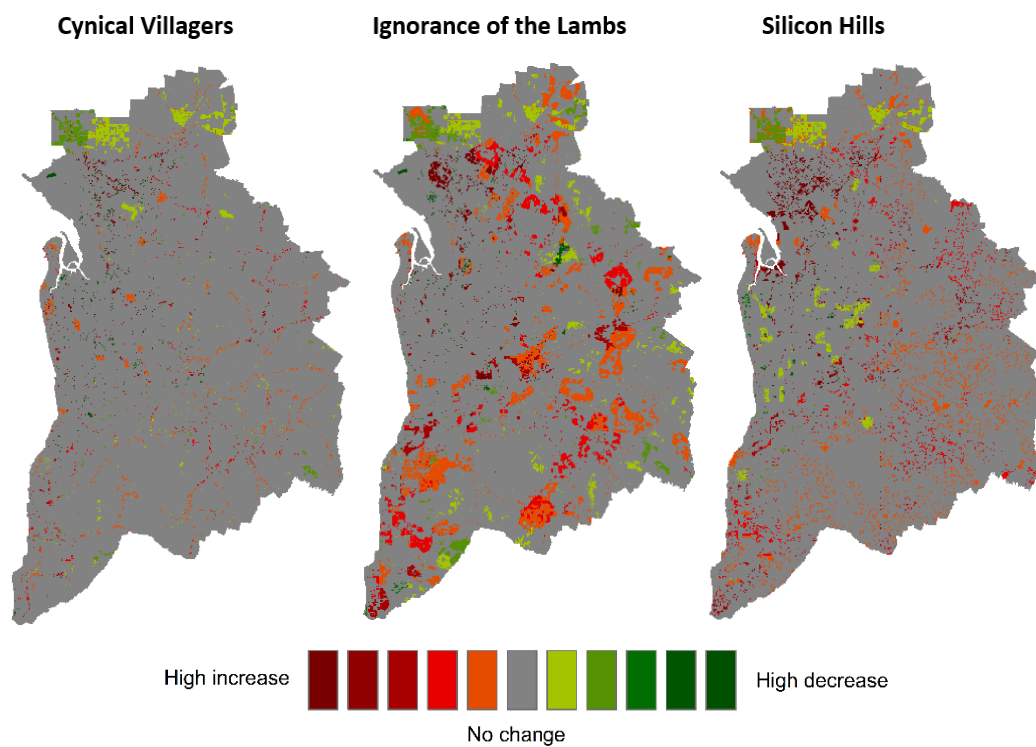 Cynical Villagers
Ignorance of the Lambs
Silicon Hills
High increase
High decrease
No change